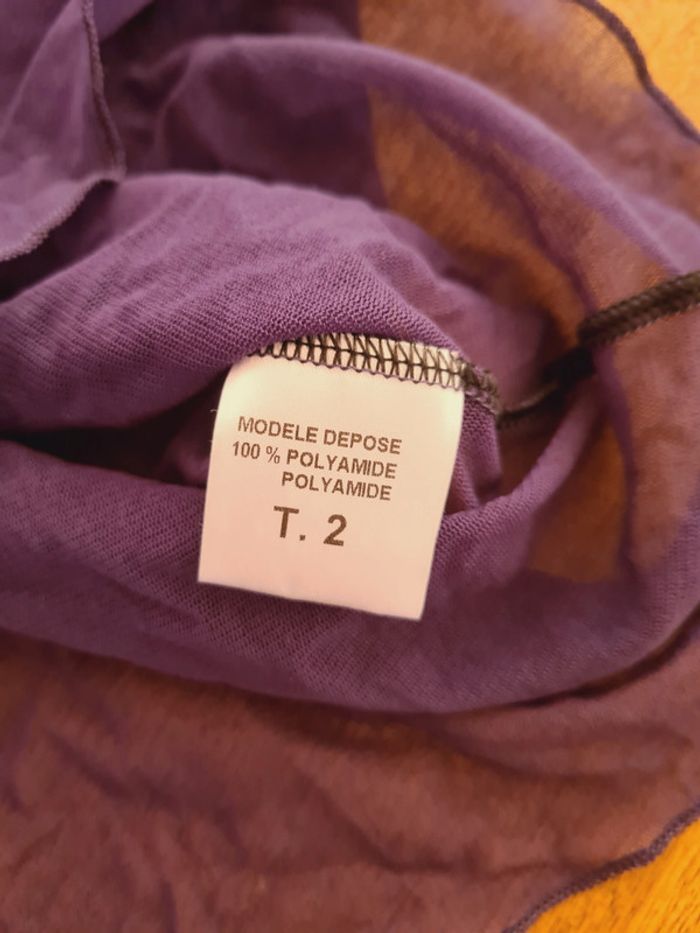 MODELE DEPOSE
100 % POLYAMIDE
POLYAMIDE
T. 2